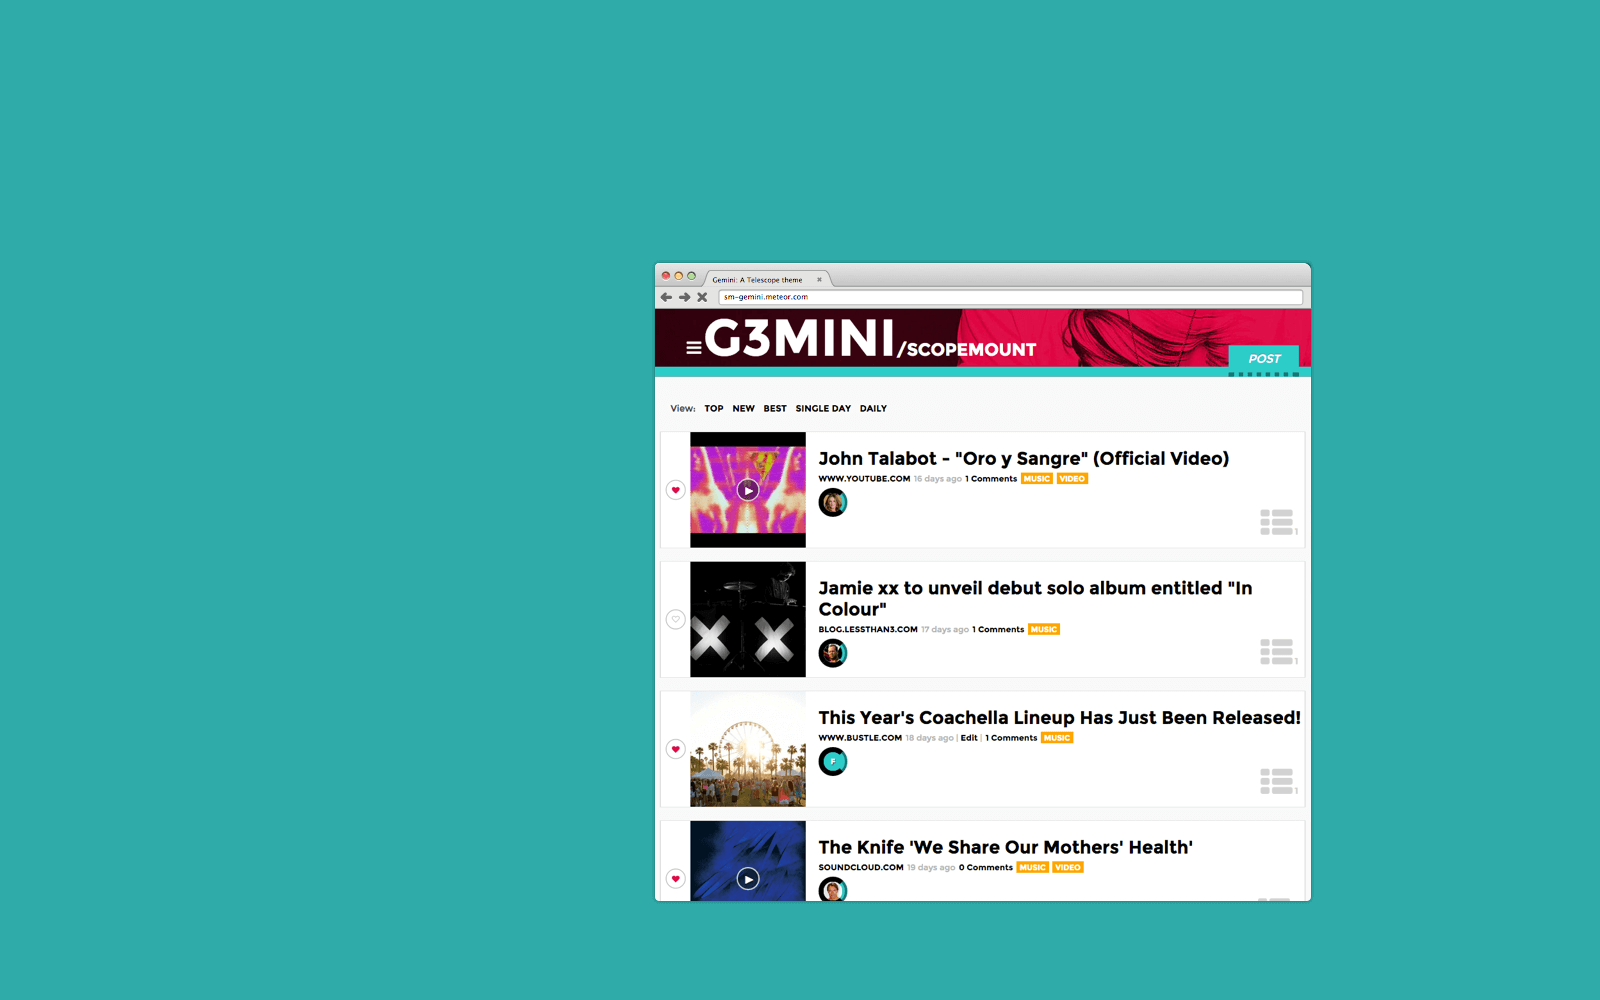 Gemini: A Telescope theme
sm-gemini.meteor.com
G3MINI/SCOPEMOUNT
POST
View: TOP NEW BEST SINGLE DAY DAILY
John Talabot - "Oro y Sangre" (Official Video)
WWW.YOUTUBE.COM 16 days ago 1 Comments MUSIC VIDEO
1
Jamie xx to unveil debut solo album entitled "In
Colour"
BLOG.LESSTHAN3.COM 17 days ago 1 Comments MUSIC
1
This Year's Coachella Lineup Has Just Been Released!
WWW.BUSTLE.COM 18 days ago | Edit | 1 Comments MUSIC
F
1
The Knife 'We Share Our Mothers' Health'
SOUNDCLOUD.COM 19 days ago 0 Comments MUSIC VIDEO